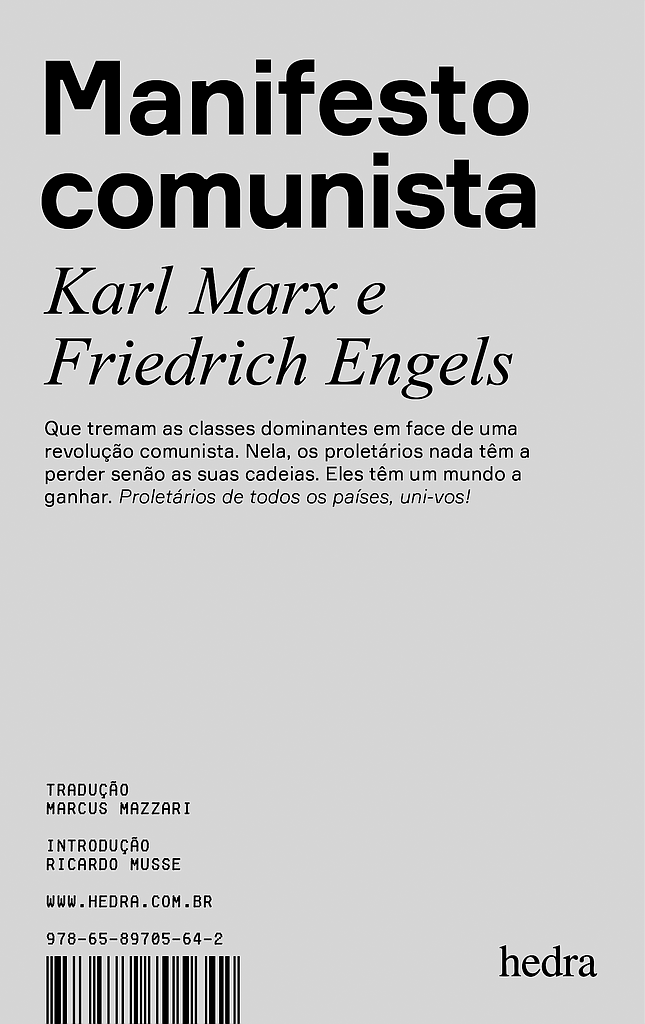 Manifesto
comunista
Karl Marx e
Friedrich Engels
Que tremam as classes dominantes em face de uma
revolução comunista. Nela, os proletários nada têm a
perder senão as suas cadeias. Eles têm um mundo a
ganhar. Proletários de todos os países, uni-vos!
TRADUÇÃO
MARCUS MAZZARI
INTRODUÇÃO
RICARDO MUSSE
WWW.HEDRA.COM.BR
978-65-89705-64-2
hedra